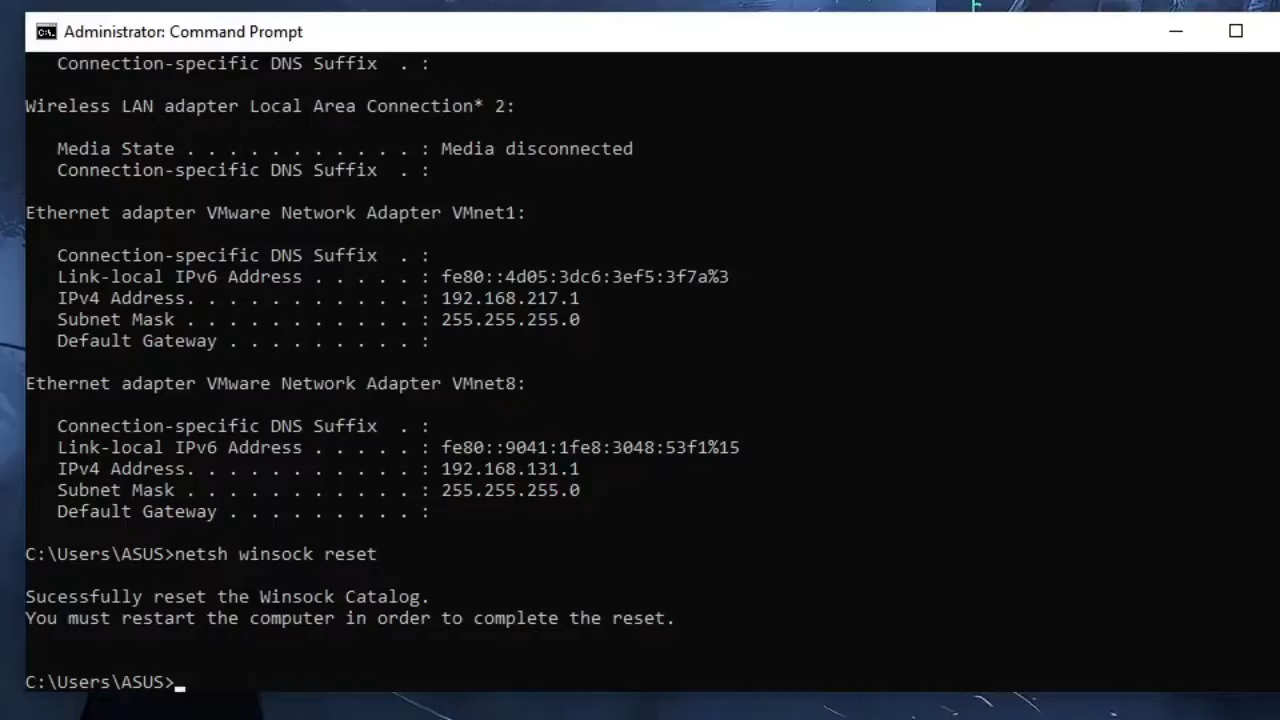 Administrator: Command Prompt
Connection-specific DNS Suffix  . :
Wireless LAN adapter Local Area Connection* 2:
Media State . . . . . . . . . . . : Media disconnected
Connection-specific DNS Suffix  . :
Ethernet adapter VMware Network Adapter VMnet1:
Connection-specific DNS Suffix  . :
Link-local IPv6 Address . . . . . : fe80::4d05:3dc6:3ef5:3f7a%3
IPv4 Address. . . . . . . . . . . : 192.168.217.1
Subnet Mask . . . . . . . . . . . : 255.255.255.0
Default Gateway . . . . . . . . . :
Ethernet adapter VMware Network Adapter VMnet8:
Connection-specific DNS Suffix  . :
Link-local IPv6 Address . . . . . : fe80::9041:1fe8:3048:53f1%15
IPv4 Address. . . . . . . . . . . : 192.168.131.1
Subnet Mask . . . . . . . . . . . : 255.255.255.0
Default Gateway . . . . . . . . . :
C:\Users\ASUS>netsh winsock reset
Sucessfully reset the Winsock Catalog.
You must restart the computer in order to complete the reset.
C:\Users\ASUS>